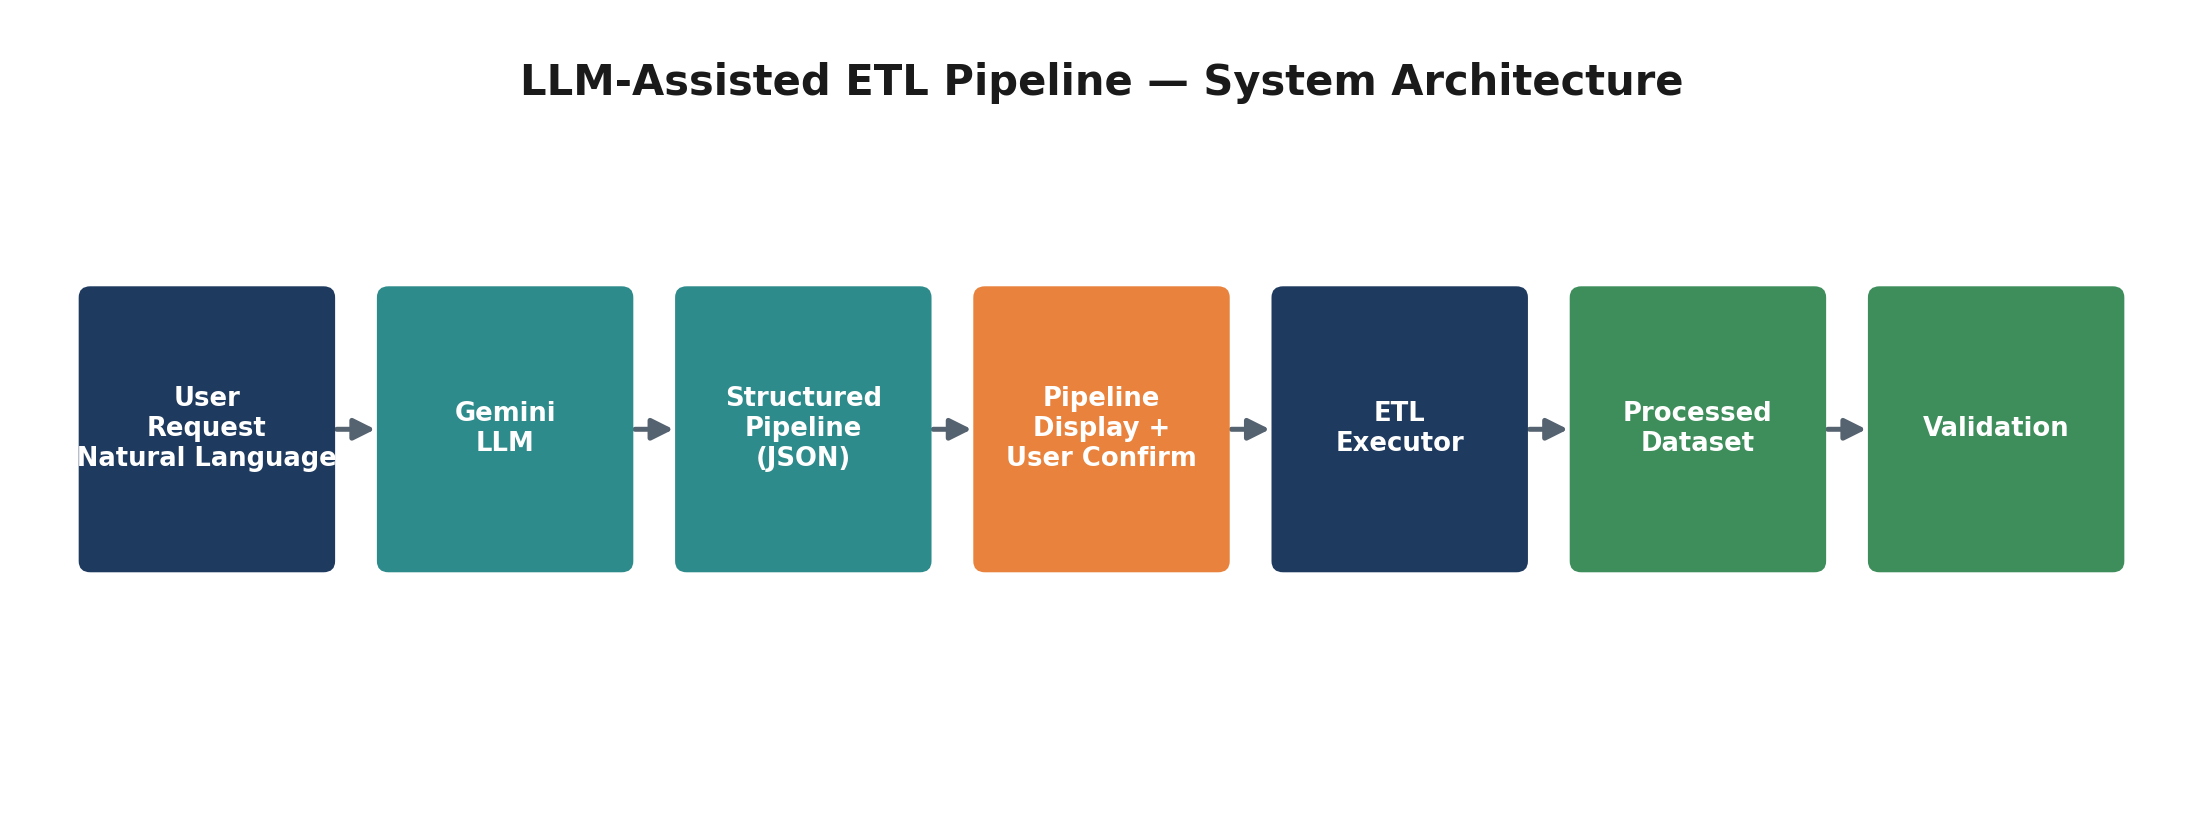 LLM-Assisted ETL Pipeline — System Architecture
User
Request
Natural Language
Gemini
LLM
Structured
Pipeline
(JSON)
Pipeline
Display +
User Confirm
ETL
Executor
Processed
Dataset
Validation